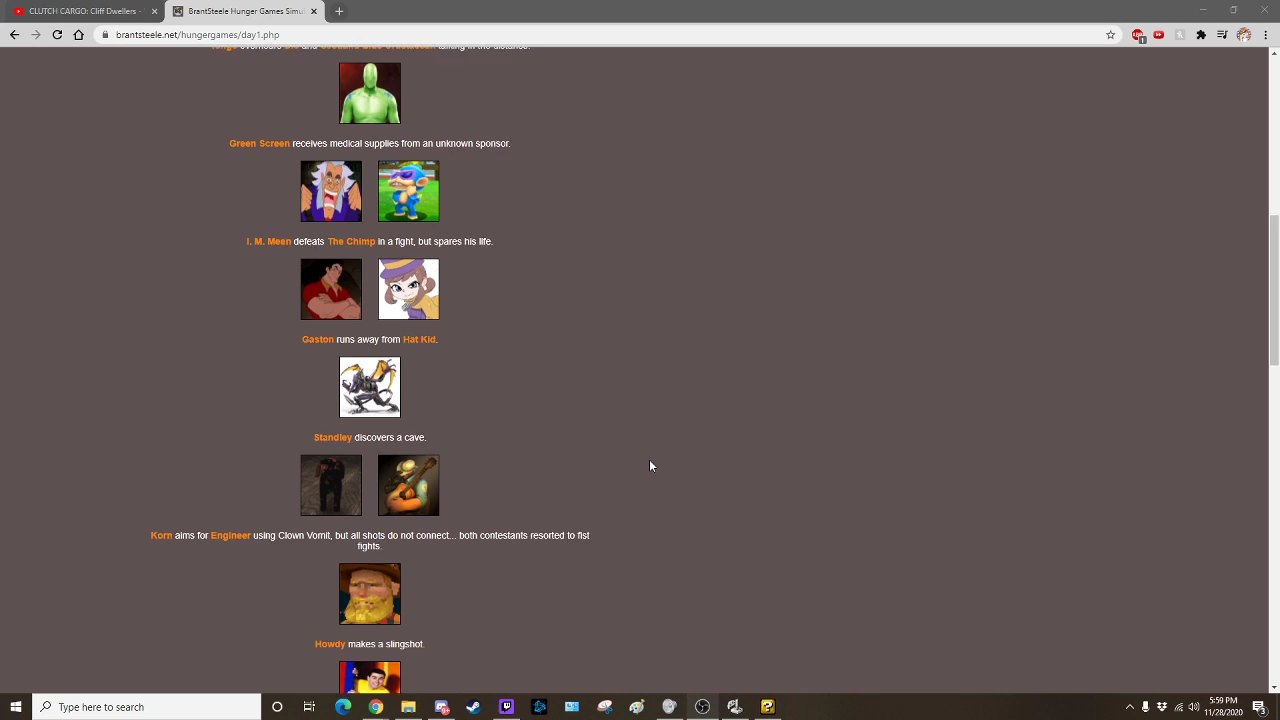 CLUTCH CARGO: Cliff Dwellers -
BrantSteele Hunger Games Simu
brantsteele.net/hungergames/day1.php
Green Screen receives medical supplies from an unknown sponsor.
I. M. Meen defeats The Chimp in a fight, but spares his life.
Gaston runs away from Hat Kid.
Standley discovers a cave.
Korn aims for Engineer using Clown Vomit, but all shots do not connect... both contestants resorted to fist
fights.
Howdy makes a slingshot.
Type here to search
5:59 PM
11/28/2020